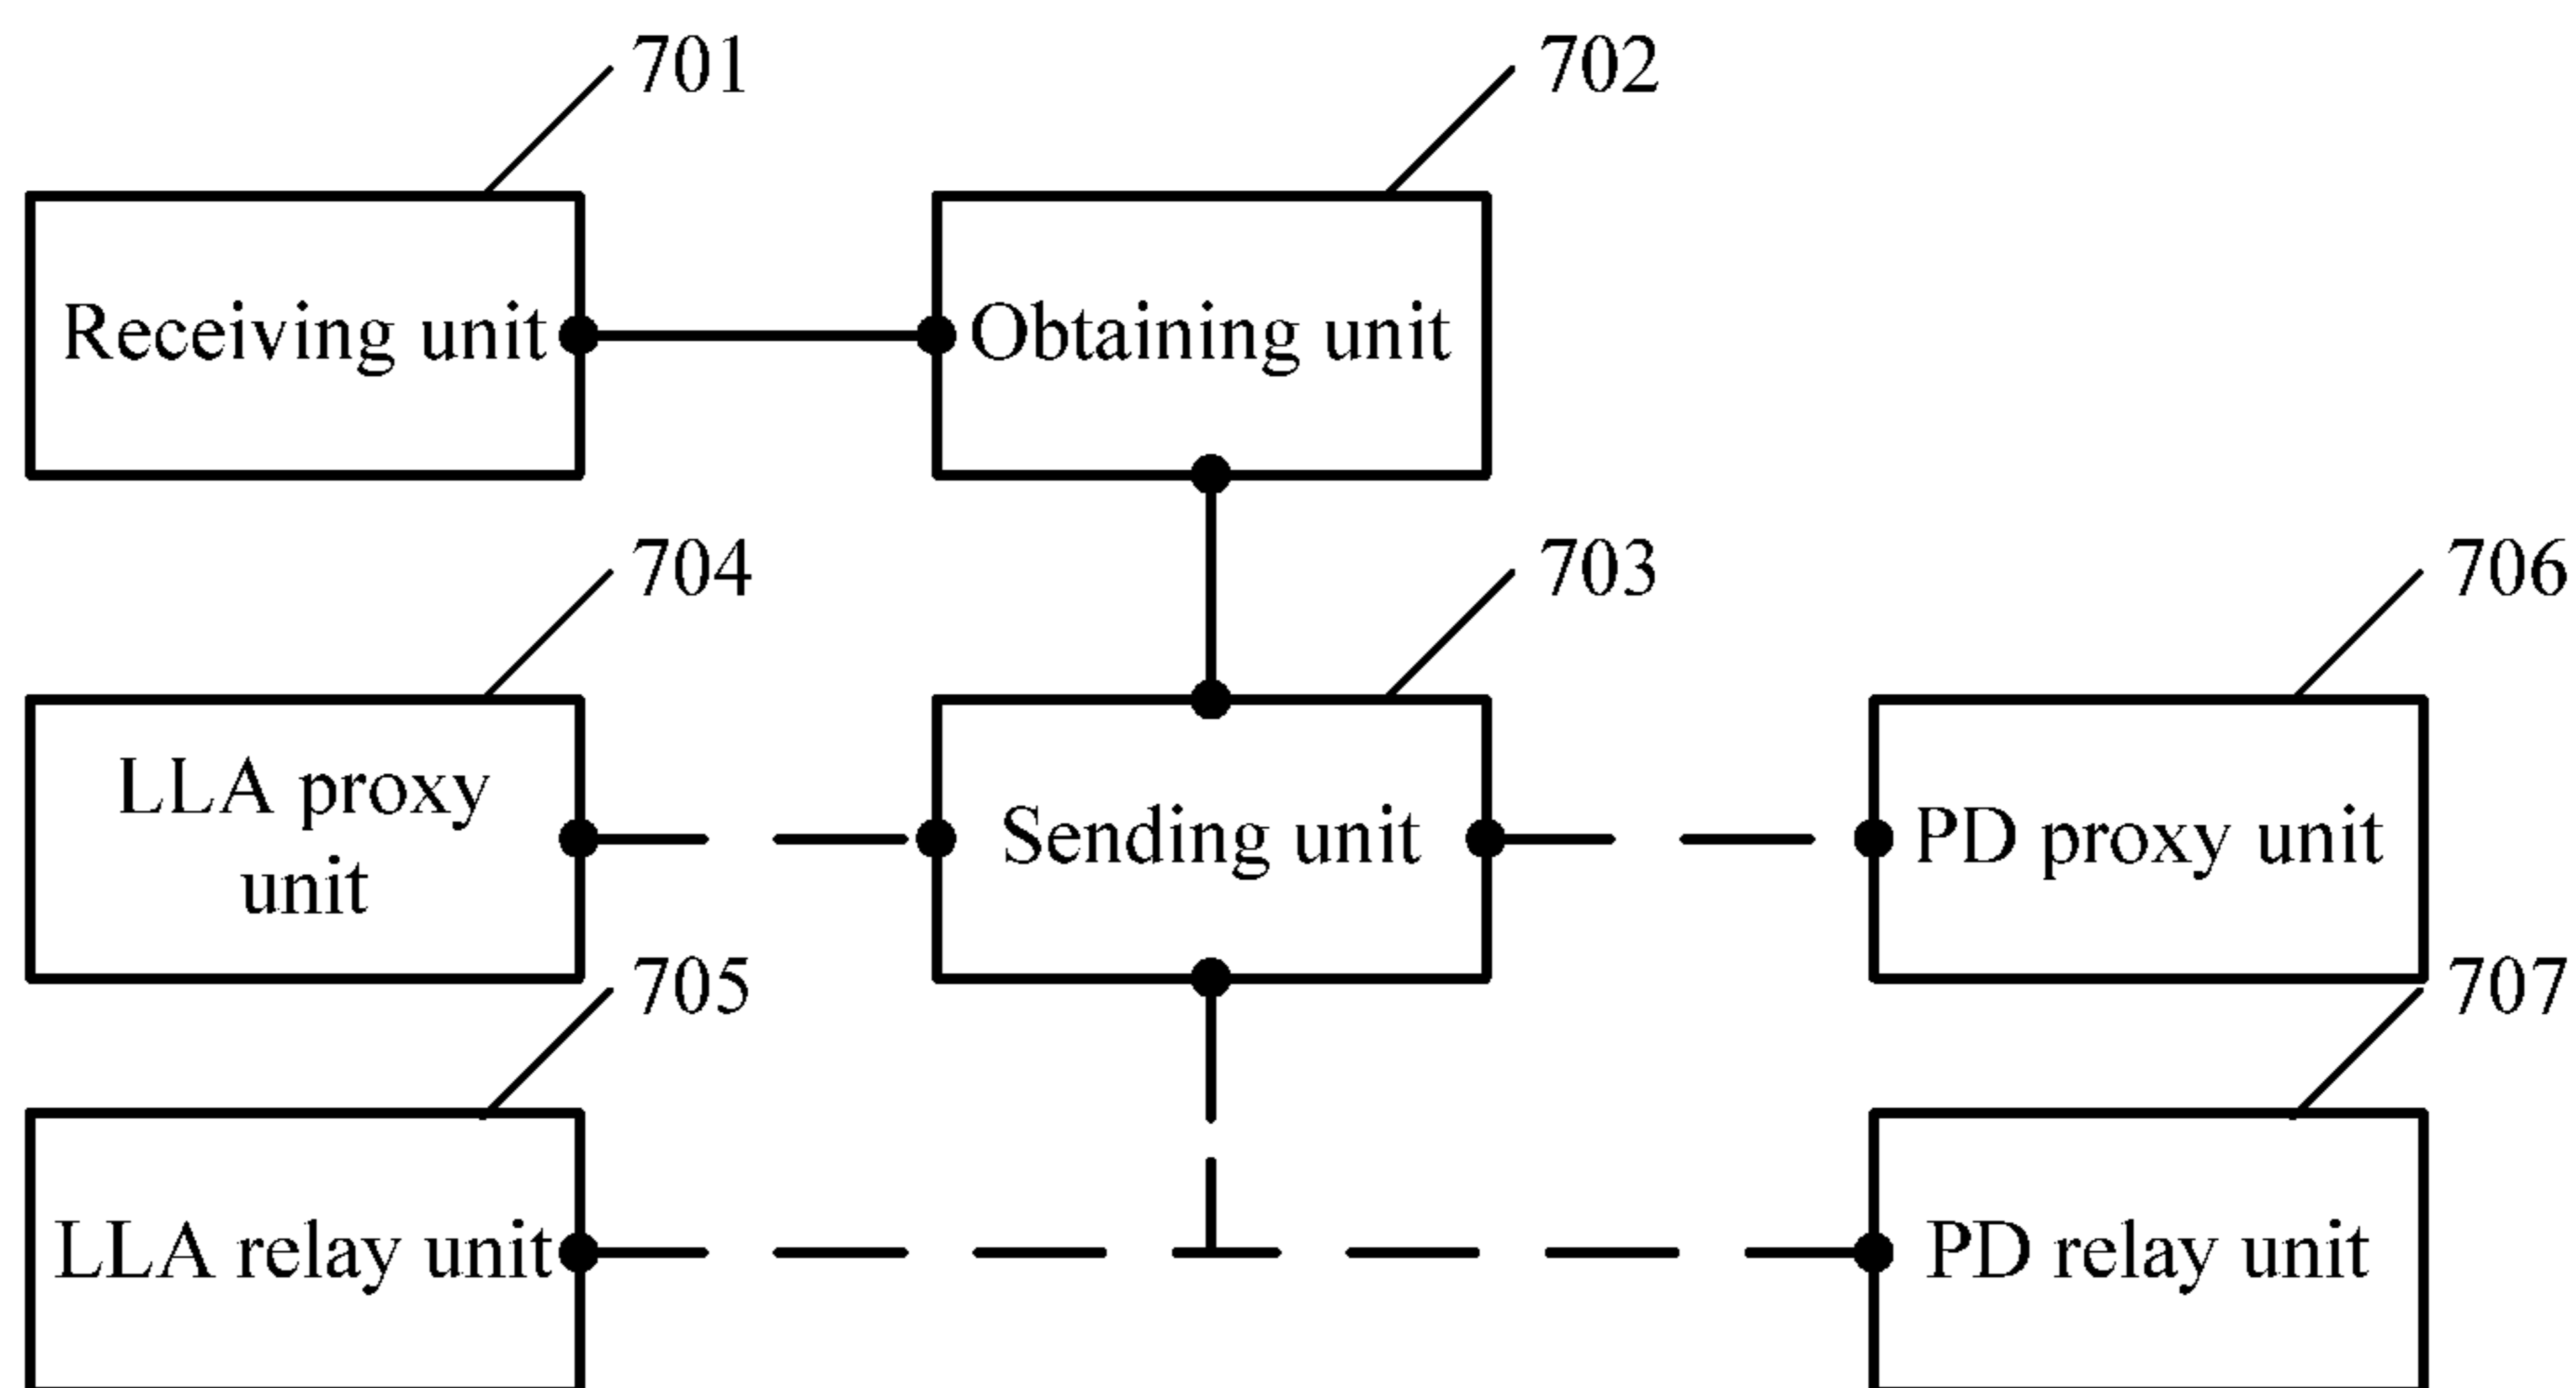 701
702
Receiving unit
Obtaining unit
704
703
706
LLA proxy
unit
Sending unit
PD proxy unit
705
707
LLA relay unit
PD relay unit